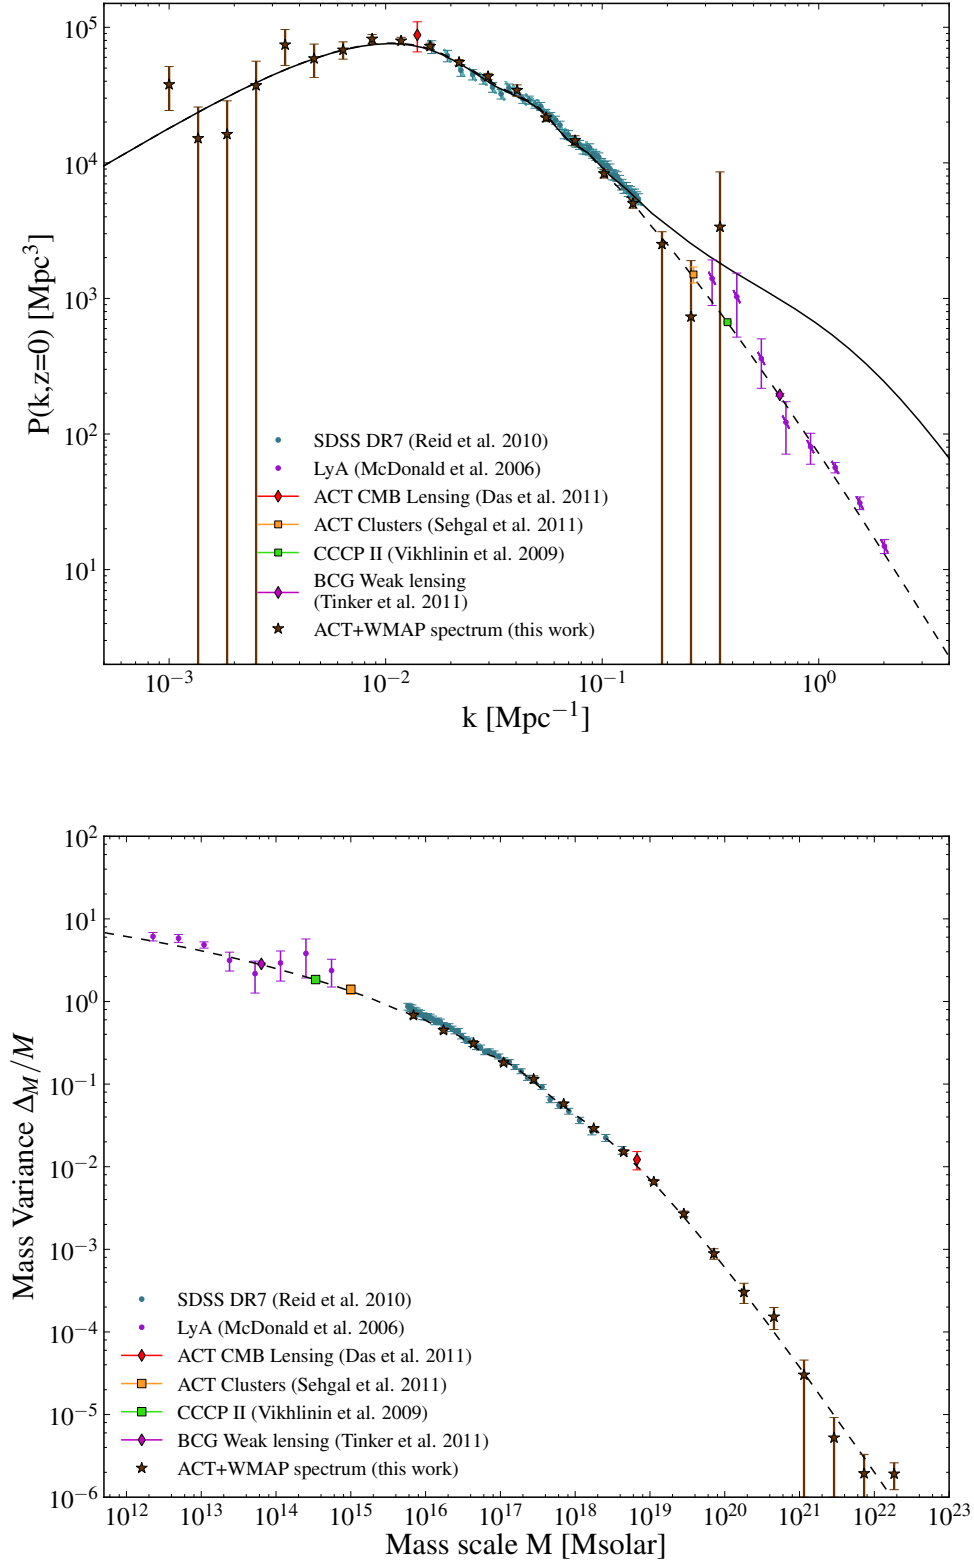 10^5
10^4
10^3
10^2
10^1
P(k,z=0) [Mpc^3]
SDSS DR7 (Reid et al. 2010)
LyA (McDonald et al. 2006)
ACT CMB Lensing (Das et al. 2011)
ACT Clusters (Sehgal et al. 2011)
CCCP II (Vikhlinin et al. 2009)
BCG Weak lensing
(Tinker et al. 2011)
ACT+WMAP spectrum (this work)
10^−3 10^−2 10^−1 10^0
k [Mpc^−1]
10^2
10^1
10^0
10^−1
10^−2
10^−3
10^−4
10^−5
10^−6
Mass Variance Δ_M/M
SDSS DR7 (Reid et al. 2010)
LyA (McDonald et al. 2006)
ACT CMB Lensing (Das et al. 2011)
ACT Clusters (Sehgal et al. 2011)
CCCP II (Vikhlinin et al. 2009)
BCG Weak lensing (Tinker et al. 2011)
ACT+WMAP spectrum (this work)
10^12 10^13 10^14 10^15 10^16 10^17 10^18 10^19 10^20 10^21 10^22 10^23
Mass scale M [Msolar]